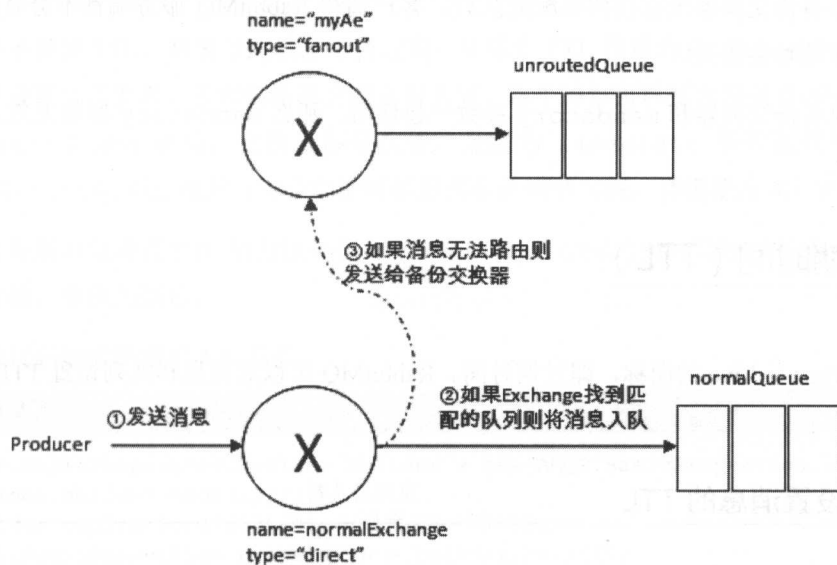 name=“myAe”
type=“fanout”
unroutedQueue
X
③如果消息无法路由则
发送给备份交换器
normalQueue
②如果Exchange找到匹
配的队列则将消息入队
①发送消息
Producer
X
name=normalExchange
type=“direct”